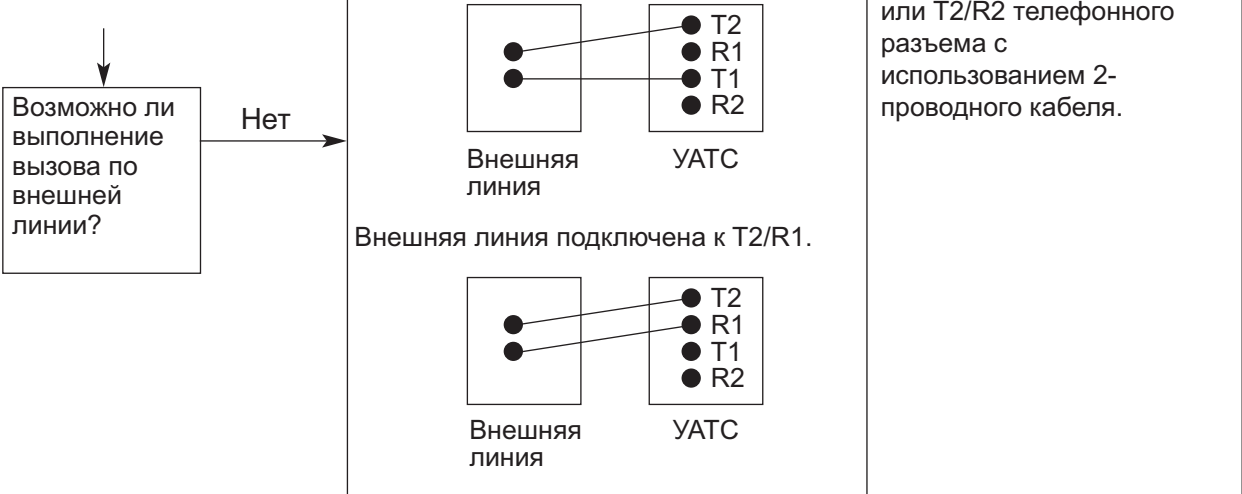 Возможно ли
выполнение
вызова по
внешней
линии?
Нет
T2
R1
T1
R2
Внешняя
линия
УАТС
Внешняя линия подключена к T2/R1.
T2
R1
T1
R2
Внешняя
линия
УАТС
или T2/R2 телефонного
разъема с
использованием 2-
проводного кабеля.